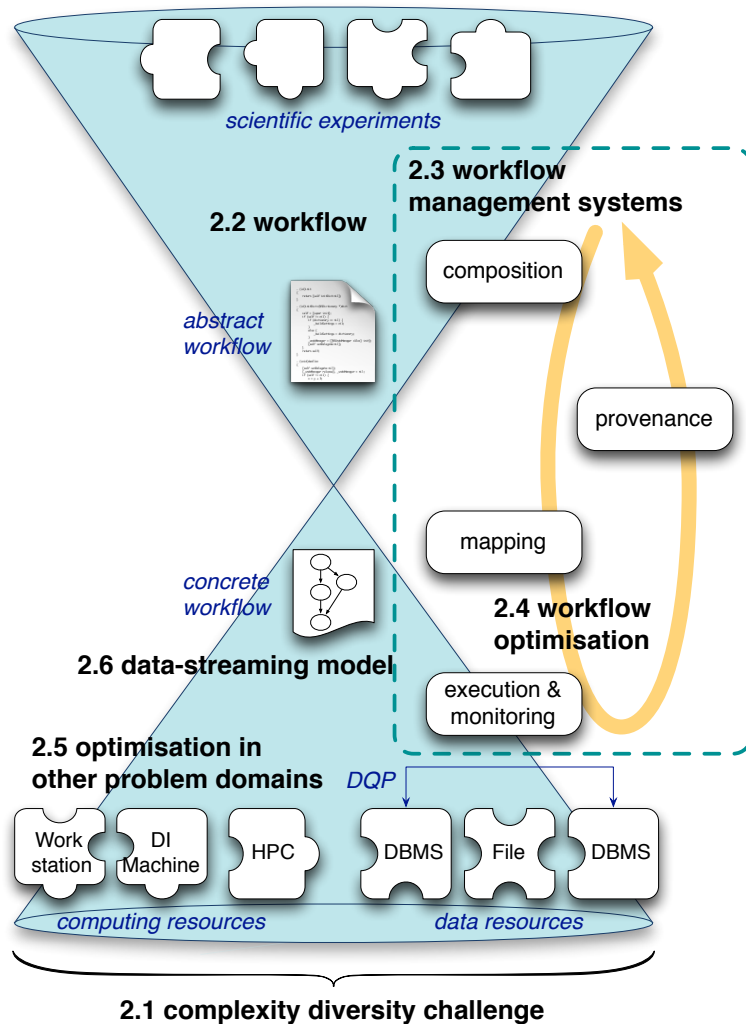 scientific experiments
2.3 workflow
management systems
2.2 workflow
composition
abstract
workflow
provenance
mapping
concrete
workflow
2.4 workflow
optimisation
2.6 data-streaming model
execution &
monitoring
2.5 optimisation in
other problem domains
DQP
Work
station
DI
Machine
HPC
DBMS
File
DBMS
computing resources
data resources
2.1 complexity diversity challenge